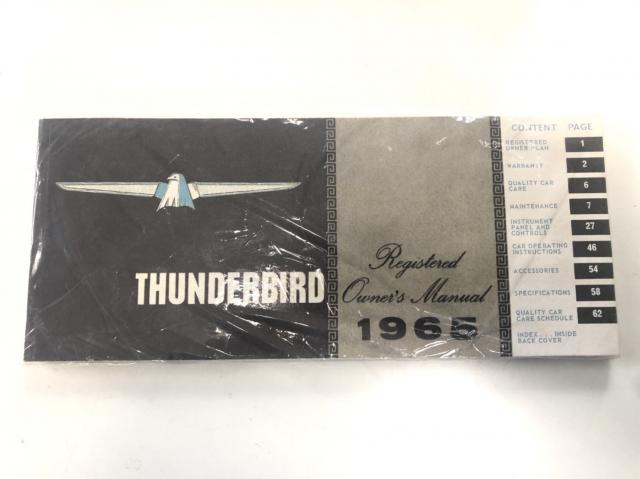 THUNDERBIRD
Registered
Owner's Manual
1965
CONTENT PAGE
REGISTERED
OWNER PLAN 1
WARRANTY 2
QUALITY CAR
CARE 6
MAINTENANCE 7
INSTRUMENT
PANEL AND
CONTROLS 27
CAR OPERATING
INSTRUCTIONS 46
ACCESSORIES 54
SPECIFICATIONS 58
QUALITY CAR
CARE SCHEDULE 62
INDEX . . . INSIDE
BACK COVER